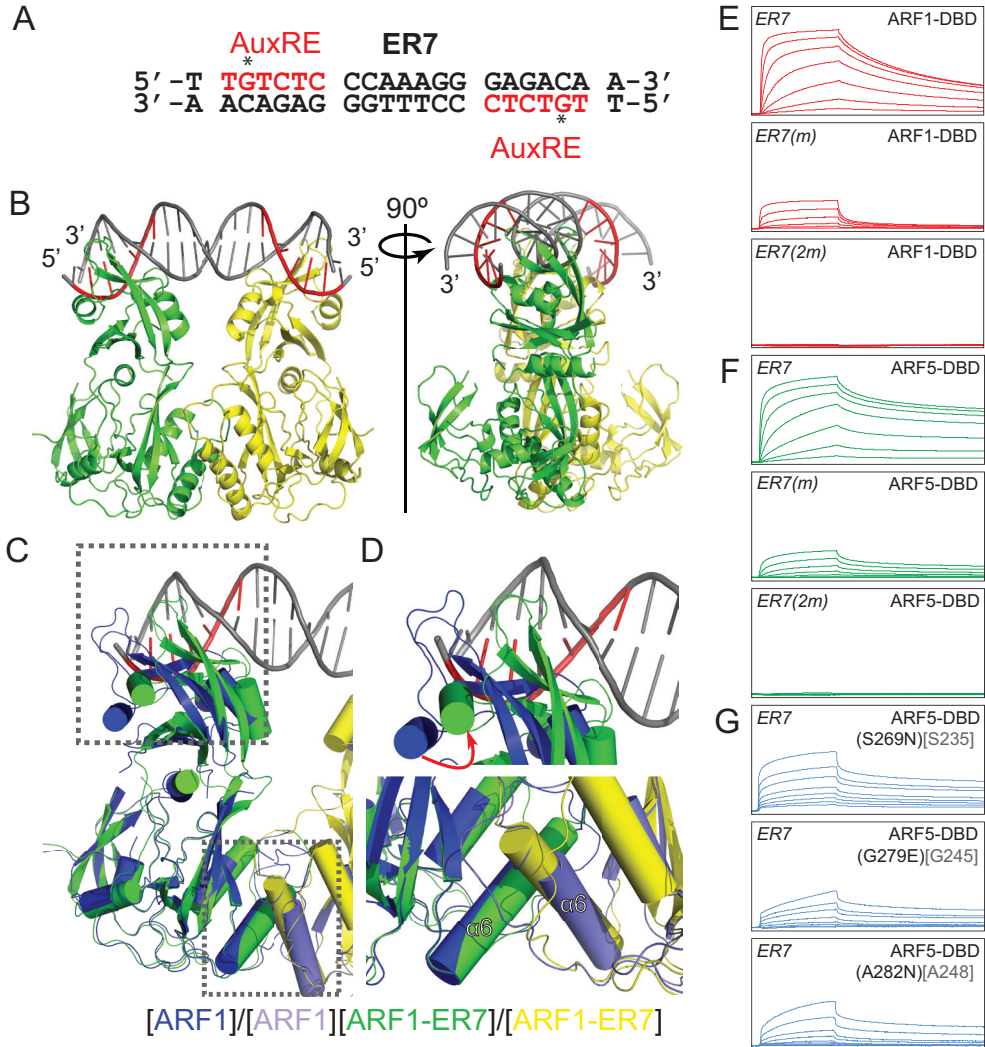 A
AuxRE ER7
*
5’-T TGTCTC CCAAAGG GAGACA A-3’
3’-A ACAGAG GGTTTCC CTCTGT T-5’
*
AuxRE
B
90º
3’
5’
3’
5’
3’
3’
C
D
α6
α6
[ARF1]/[ARF1][ARF1-ER7]/[ARF1-ER7]
E
ER7 ARF1-DBD
ER7(m) ARF1-DBD
ER7(2m) ARF1-DBD
F
ER7 ARF5-DBD
ER7(m) ARF5-DBD
ER7(2m) ARF5-DBD
G
ER7 ARF5-DBD
(S269N)[S235]
ER7 ARF5-DBD
(G279E)[G245]
ER7 ARF5-DBD
(A282N)[A248]